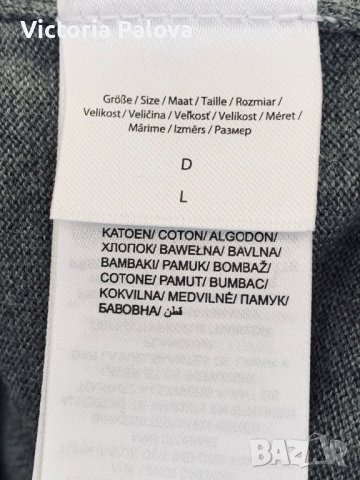 Victoria Palova
Größe / Size / Maat / Taille / Rozmiar /
Velikost / Veličina / Veľkosť / Velikost / Méret /
Mărime / Izmērs / Размер
D
L
KATOEN/ COTON/ ALGODON/
ХЛОПОК/ BAWEŁNA/ BAVLNA/
BAMBAKI/ PAMUK/ BOMBAŽ/
COTONE/ PAMUT/ BUMBAC/
KOKVILNA/ MEDVILNĖ/ ПАМУК/
БАВОВНА/ قطن
BAZAR